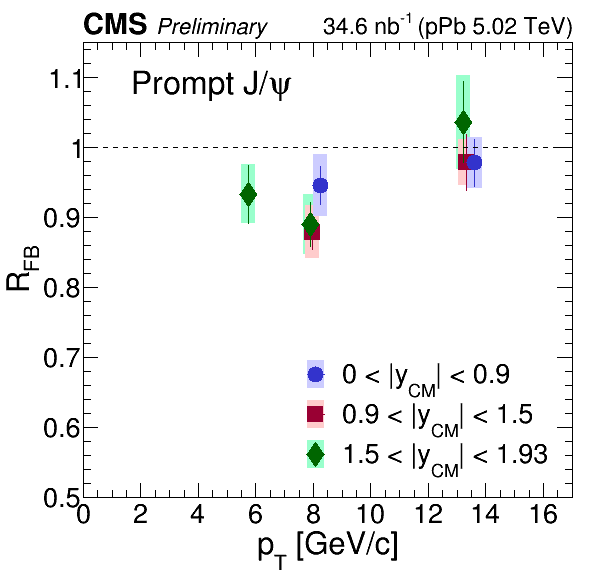 CMS Preliminary 34.6 nb⁻¹ (pPb 5.02 TeV)
Prompt J/ψ
1.1
1
0.9
0.8
0.7
0.6
0.5
R_FB
0 < |y_CM| < 0.9
0.9 < |y_CM| < 1.5
1.5 < |y_CM| < 1.93
0 2 4 6 8 10 12 14 16
p_T [GeV/c]